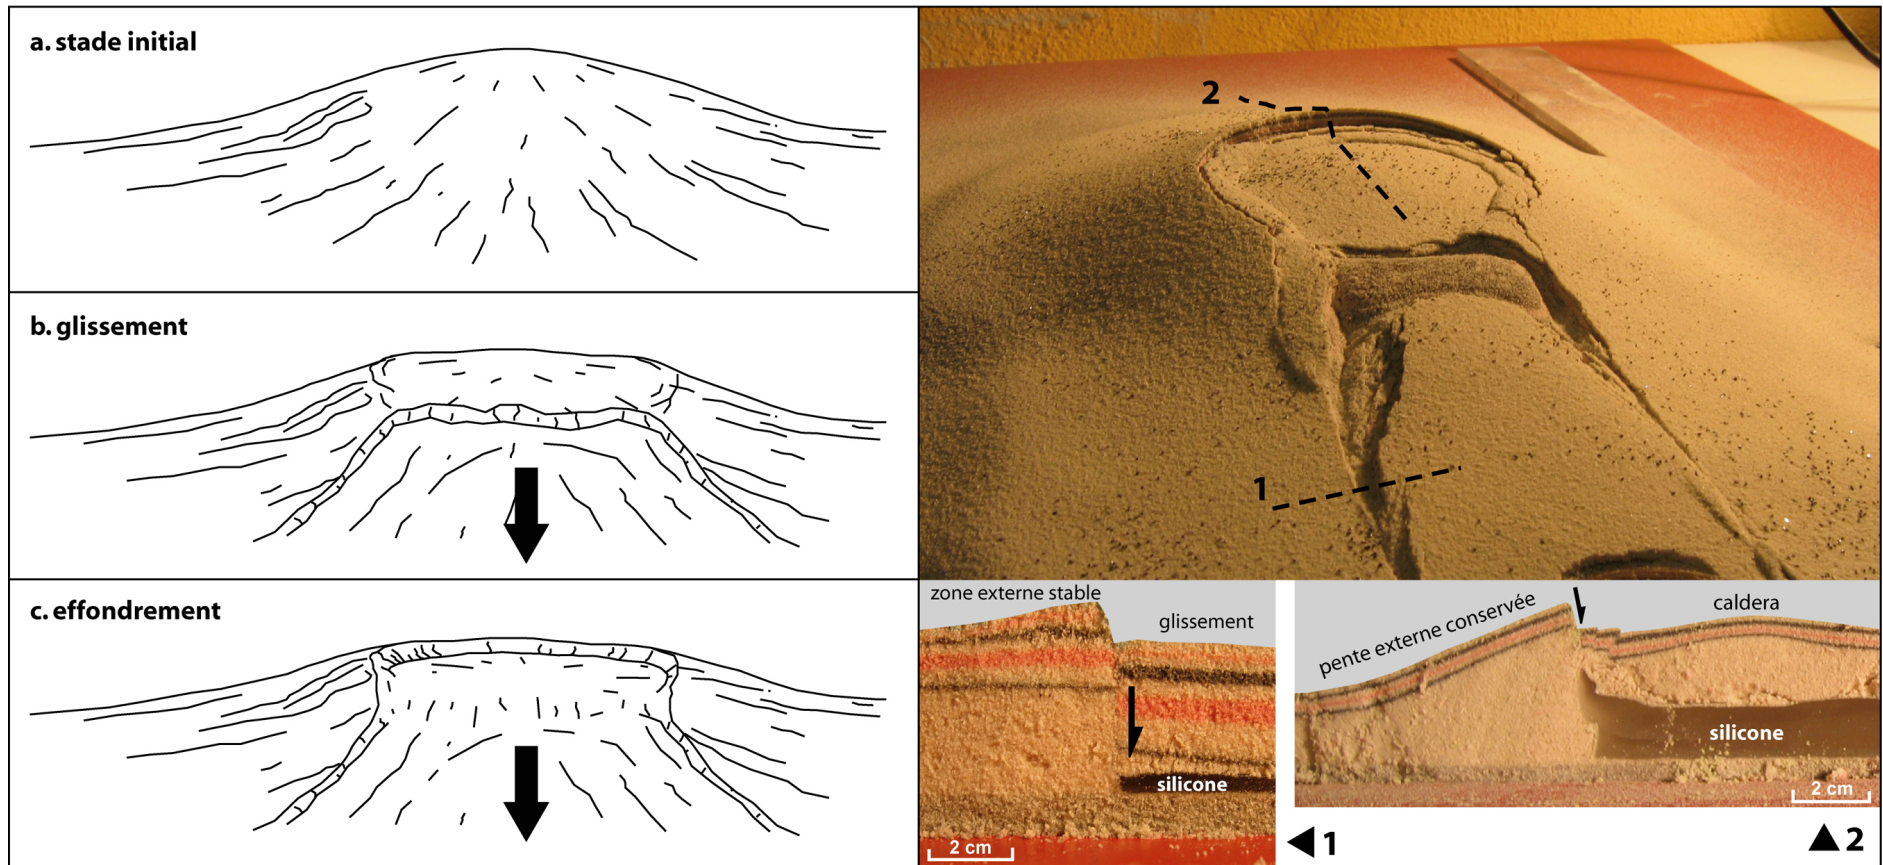 a. stade initial
b. glissement
c. effondrement
2
1
zone externe stable
glissement
silicone
2 cm
1
pente externe conservée
caldera
silicone
2 cm
2